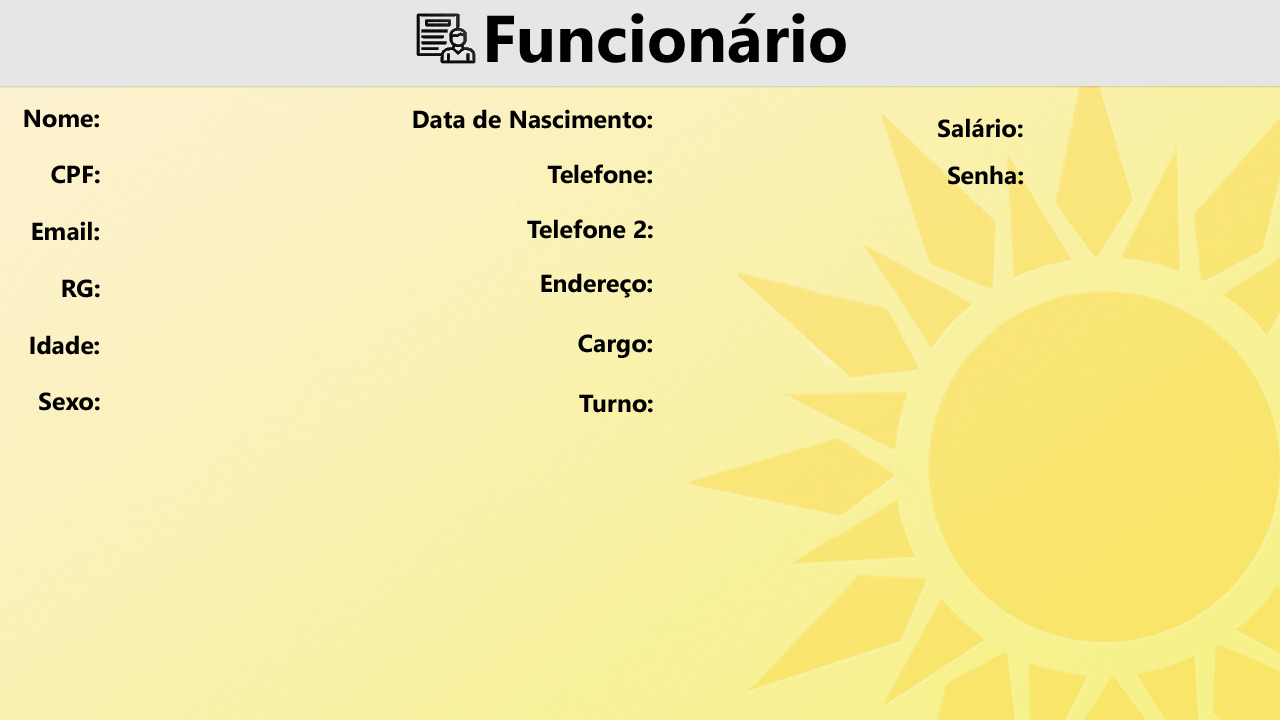 Funcionário
Nome:
CPF:
Email:
RG:
Idade:
Sexo:
Data de Nascimento:
Telefone:
Telefone 2:
Endereço:
Cargo:
Turno:
Salário:
Senha: